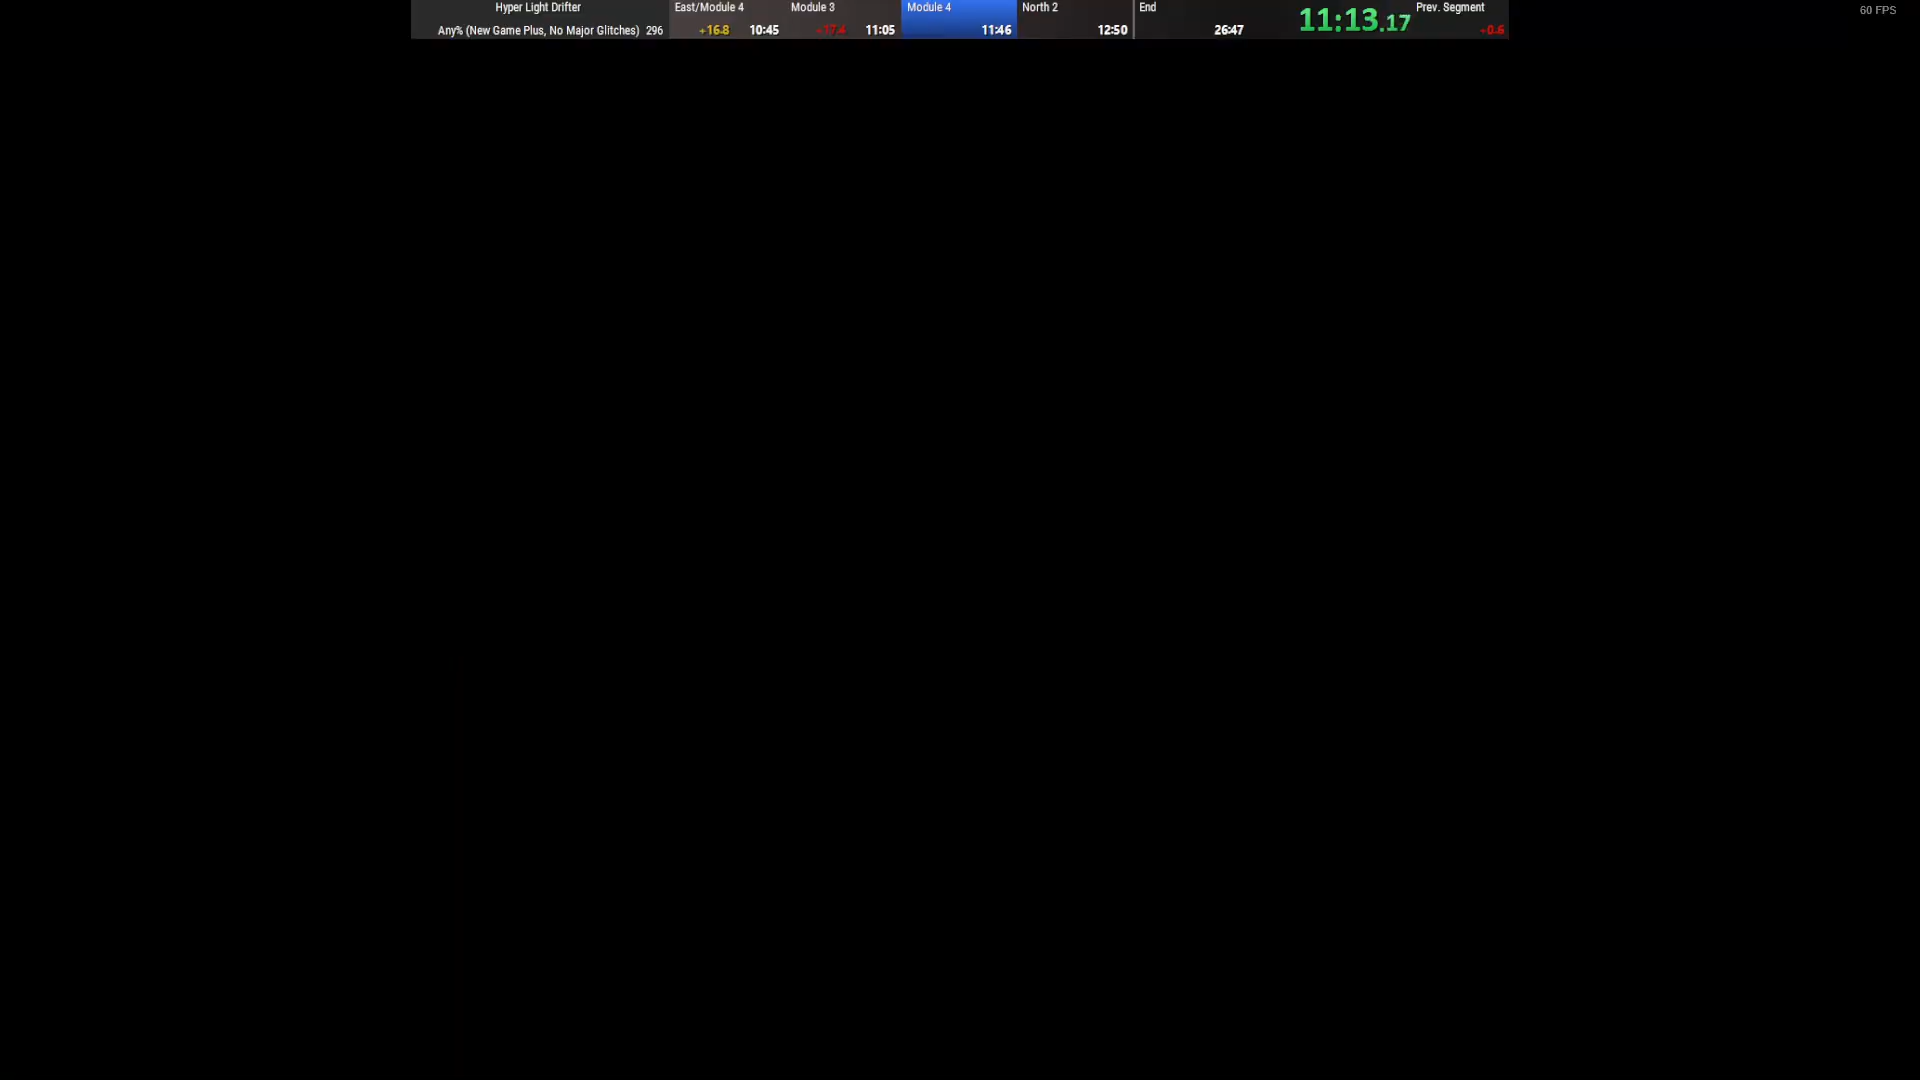 Hyper Light Drifter
Any% (New Game Plus, No Major Glitches) 296
East/Module 4
+16.8 10:45
Module 3
+17.4 11:05
Module 4
11:46
North 2
12:50
End
26:47
11:13.17
Prev. Segment
+0.6
60 FPS